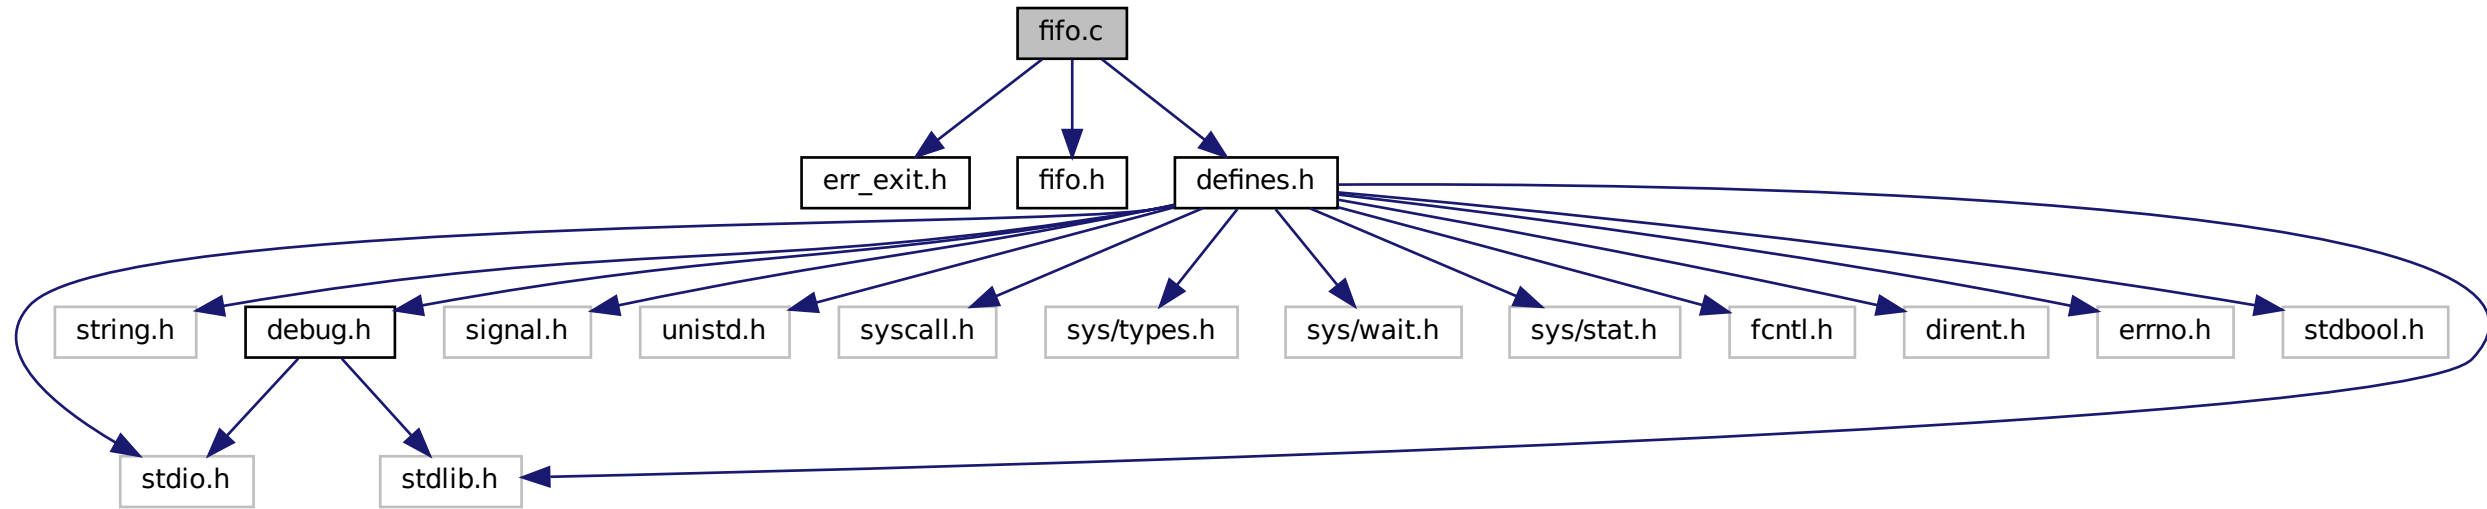 fifo.c
err_exit.h
fifo.h
defines.h
string.h
debug.h
signal.h
unistd.h
syscall.h
sys/types.h
sys/wait.h
sys/stat.h
fcntl.h
dirent.h
errno.h
stdbool.h
stdio.h
stdlib.h